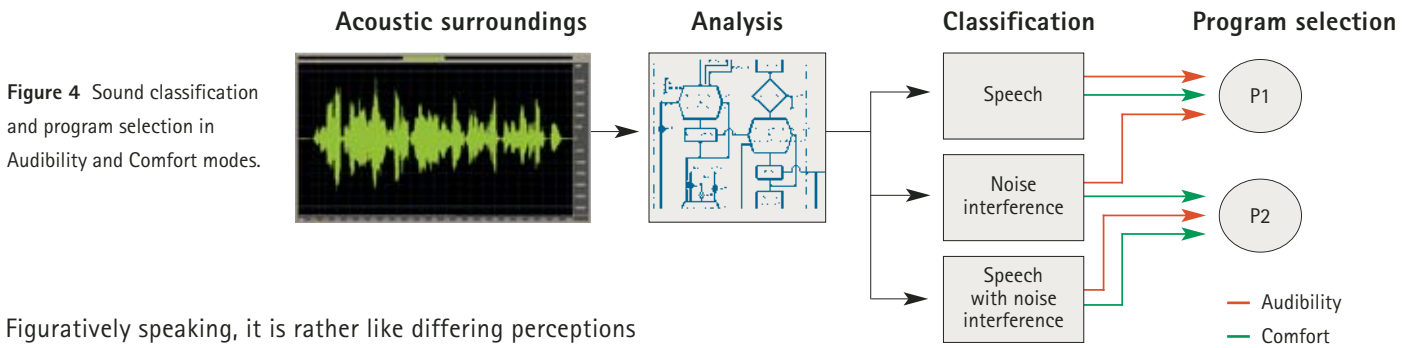 Acoustic surroundings
Analysis
Classification
Program selection
Figure 4 Sound classification
and program selection in
Audibility and Comfort modes.
Speech
P1
Noise
interference
P2
Speech
with noise
interference
Audibility
Comfort
Figuratively speaking, it is rather like differing perceptions